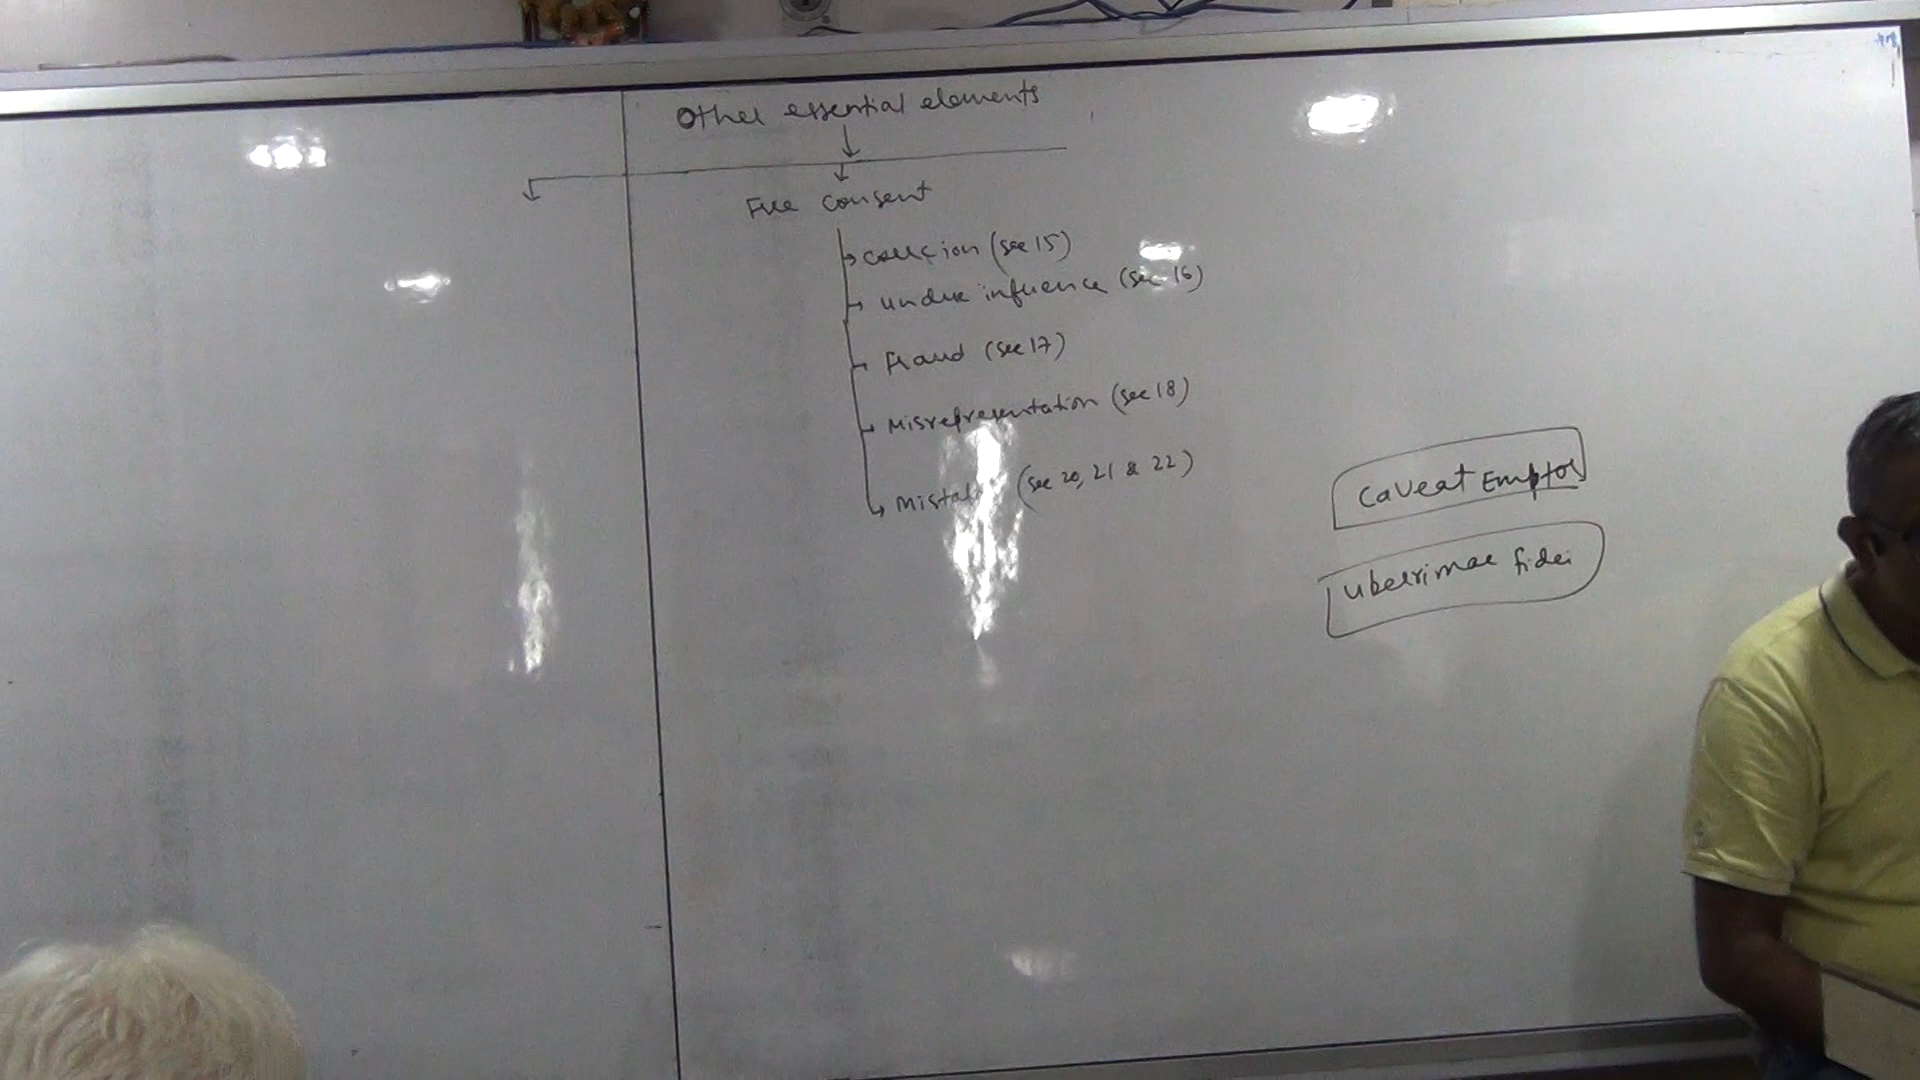 Other essential elements
Free consent
coercion (sec 15)
undue influence (sec 16)
Fraud (sec 17)
Misrepresentation (sec 18)
(sec 20, 21 & 22)
Caveat Emptor
uberrimae fidei